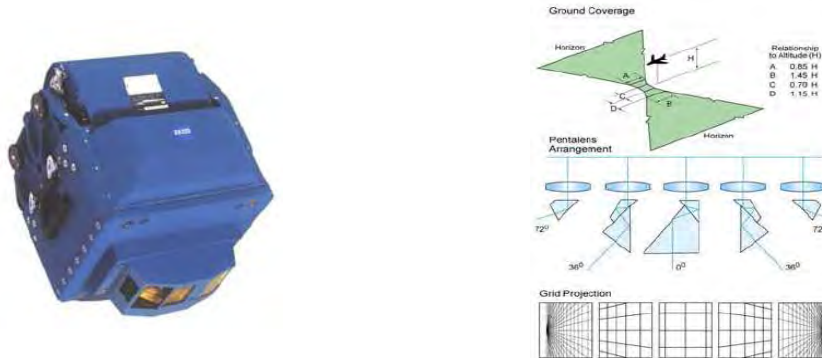 Ground Coverage
Horizon
H
Relationship
to Altitude (H)
A 0.85 H
B 1.45 H
C 0.70 H
D 1.15 H
A
C
B
D
Horizon
Pentalens
Arrangement
72°
36°
0°
36°
72
Grid Projection